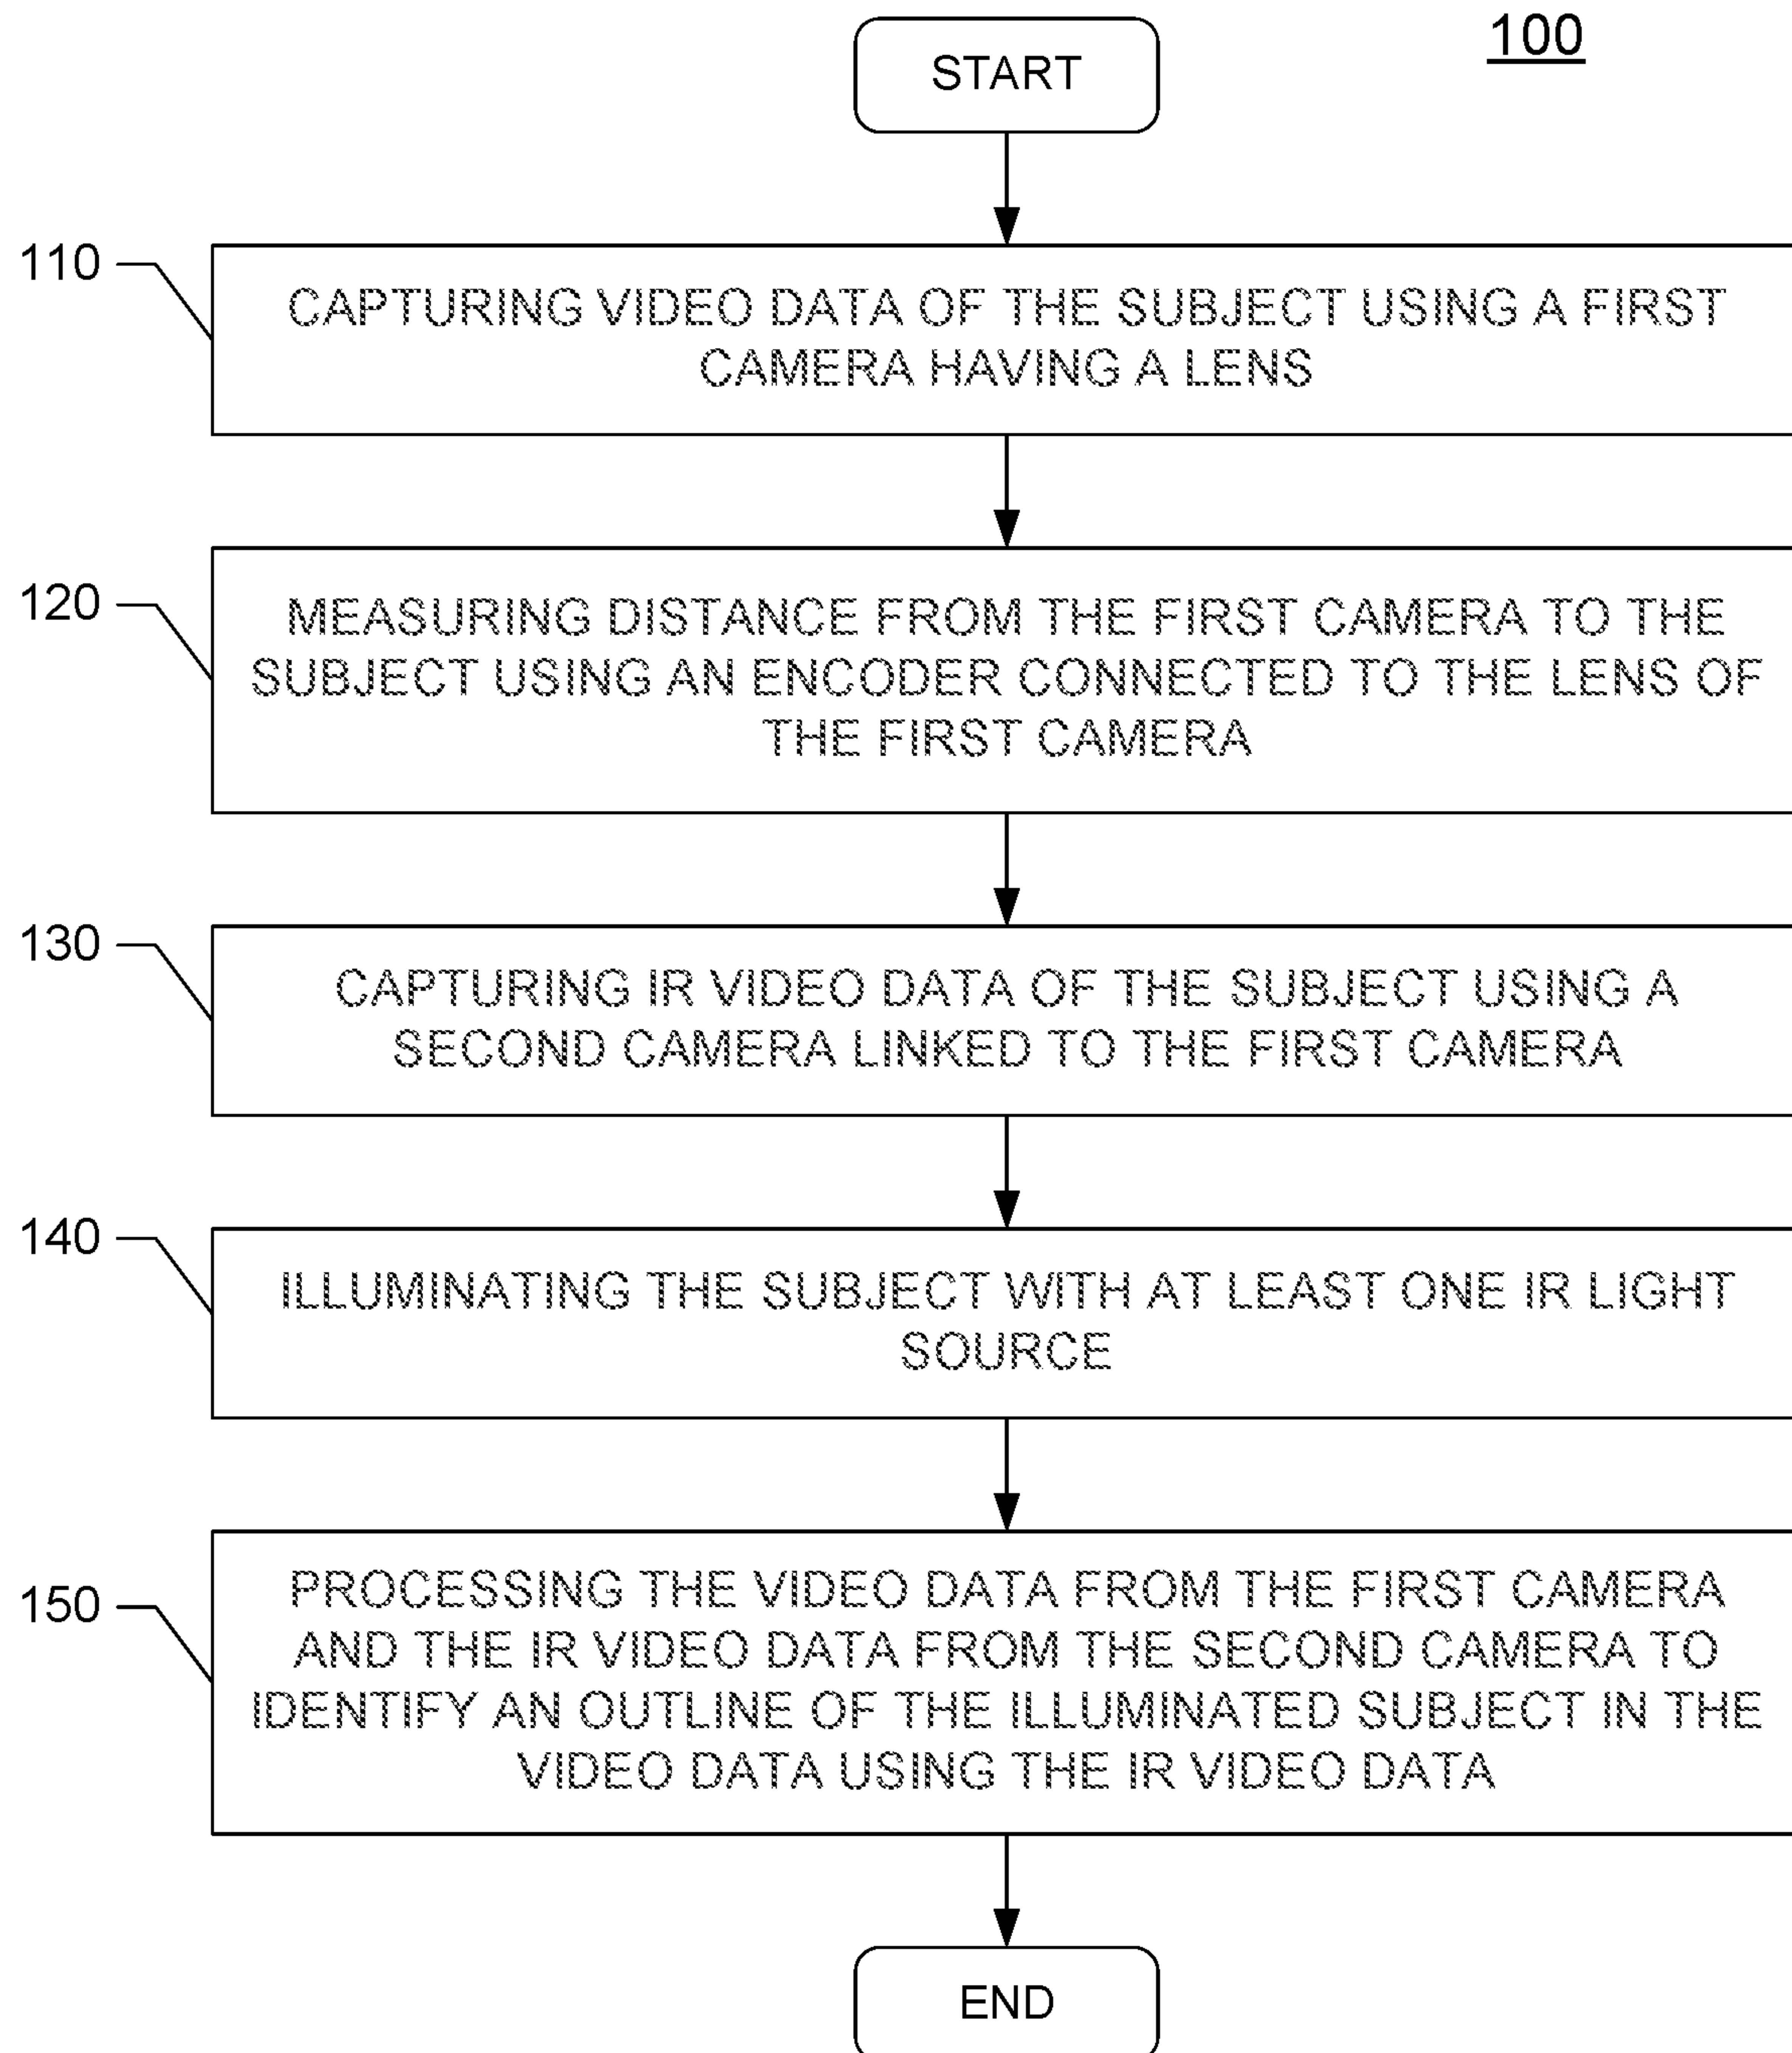 100
START
110
CAPTURING VIDEO DATA OF THE SUBJECT USING A FIRST
CAMERA HAVING A LENS
120
MEASURING DISTANCE FROM THE FIRST CAMERA TO THE
SUBJECT USING AN ENCODER CONNECTED TO THE LENS OF
THE FIRST CAMERA
130
CAPTURING IR VIDEO DATA OF THE SUBJECT USING A
SECOND CAMERA LINKED TO THE FIRST CAMERA
140
ILLUMINATING THE SUBJECT WITH AT LEAST ONE IR LIGHT
SOURCE
150
PROCESSING THE VIDEO DATA FROM THE FIRST CAMERA
AND THE IR VIDEO DATA FROM THE SECOND CAMERA TO
IDENTIFY AN OUTLINE OF THE ILLUMINATED SUBJECT IN THE
VIDEO DATA USING THE IR VIDEO DATA
END